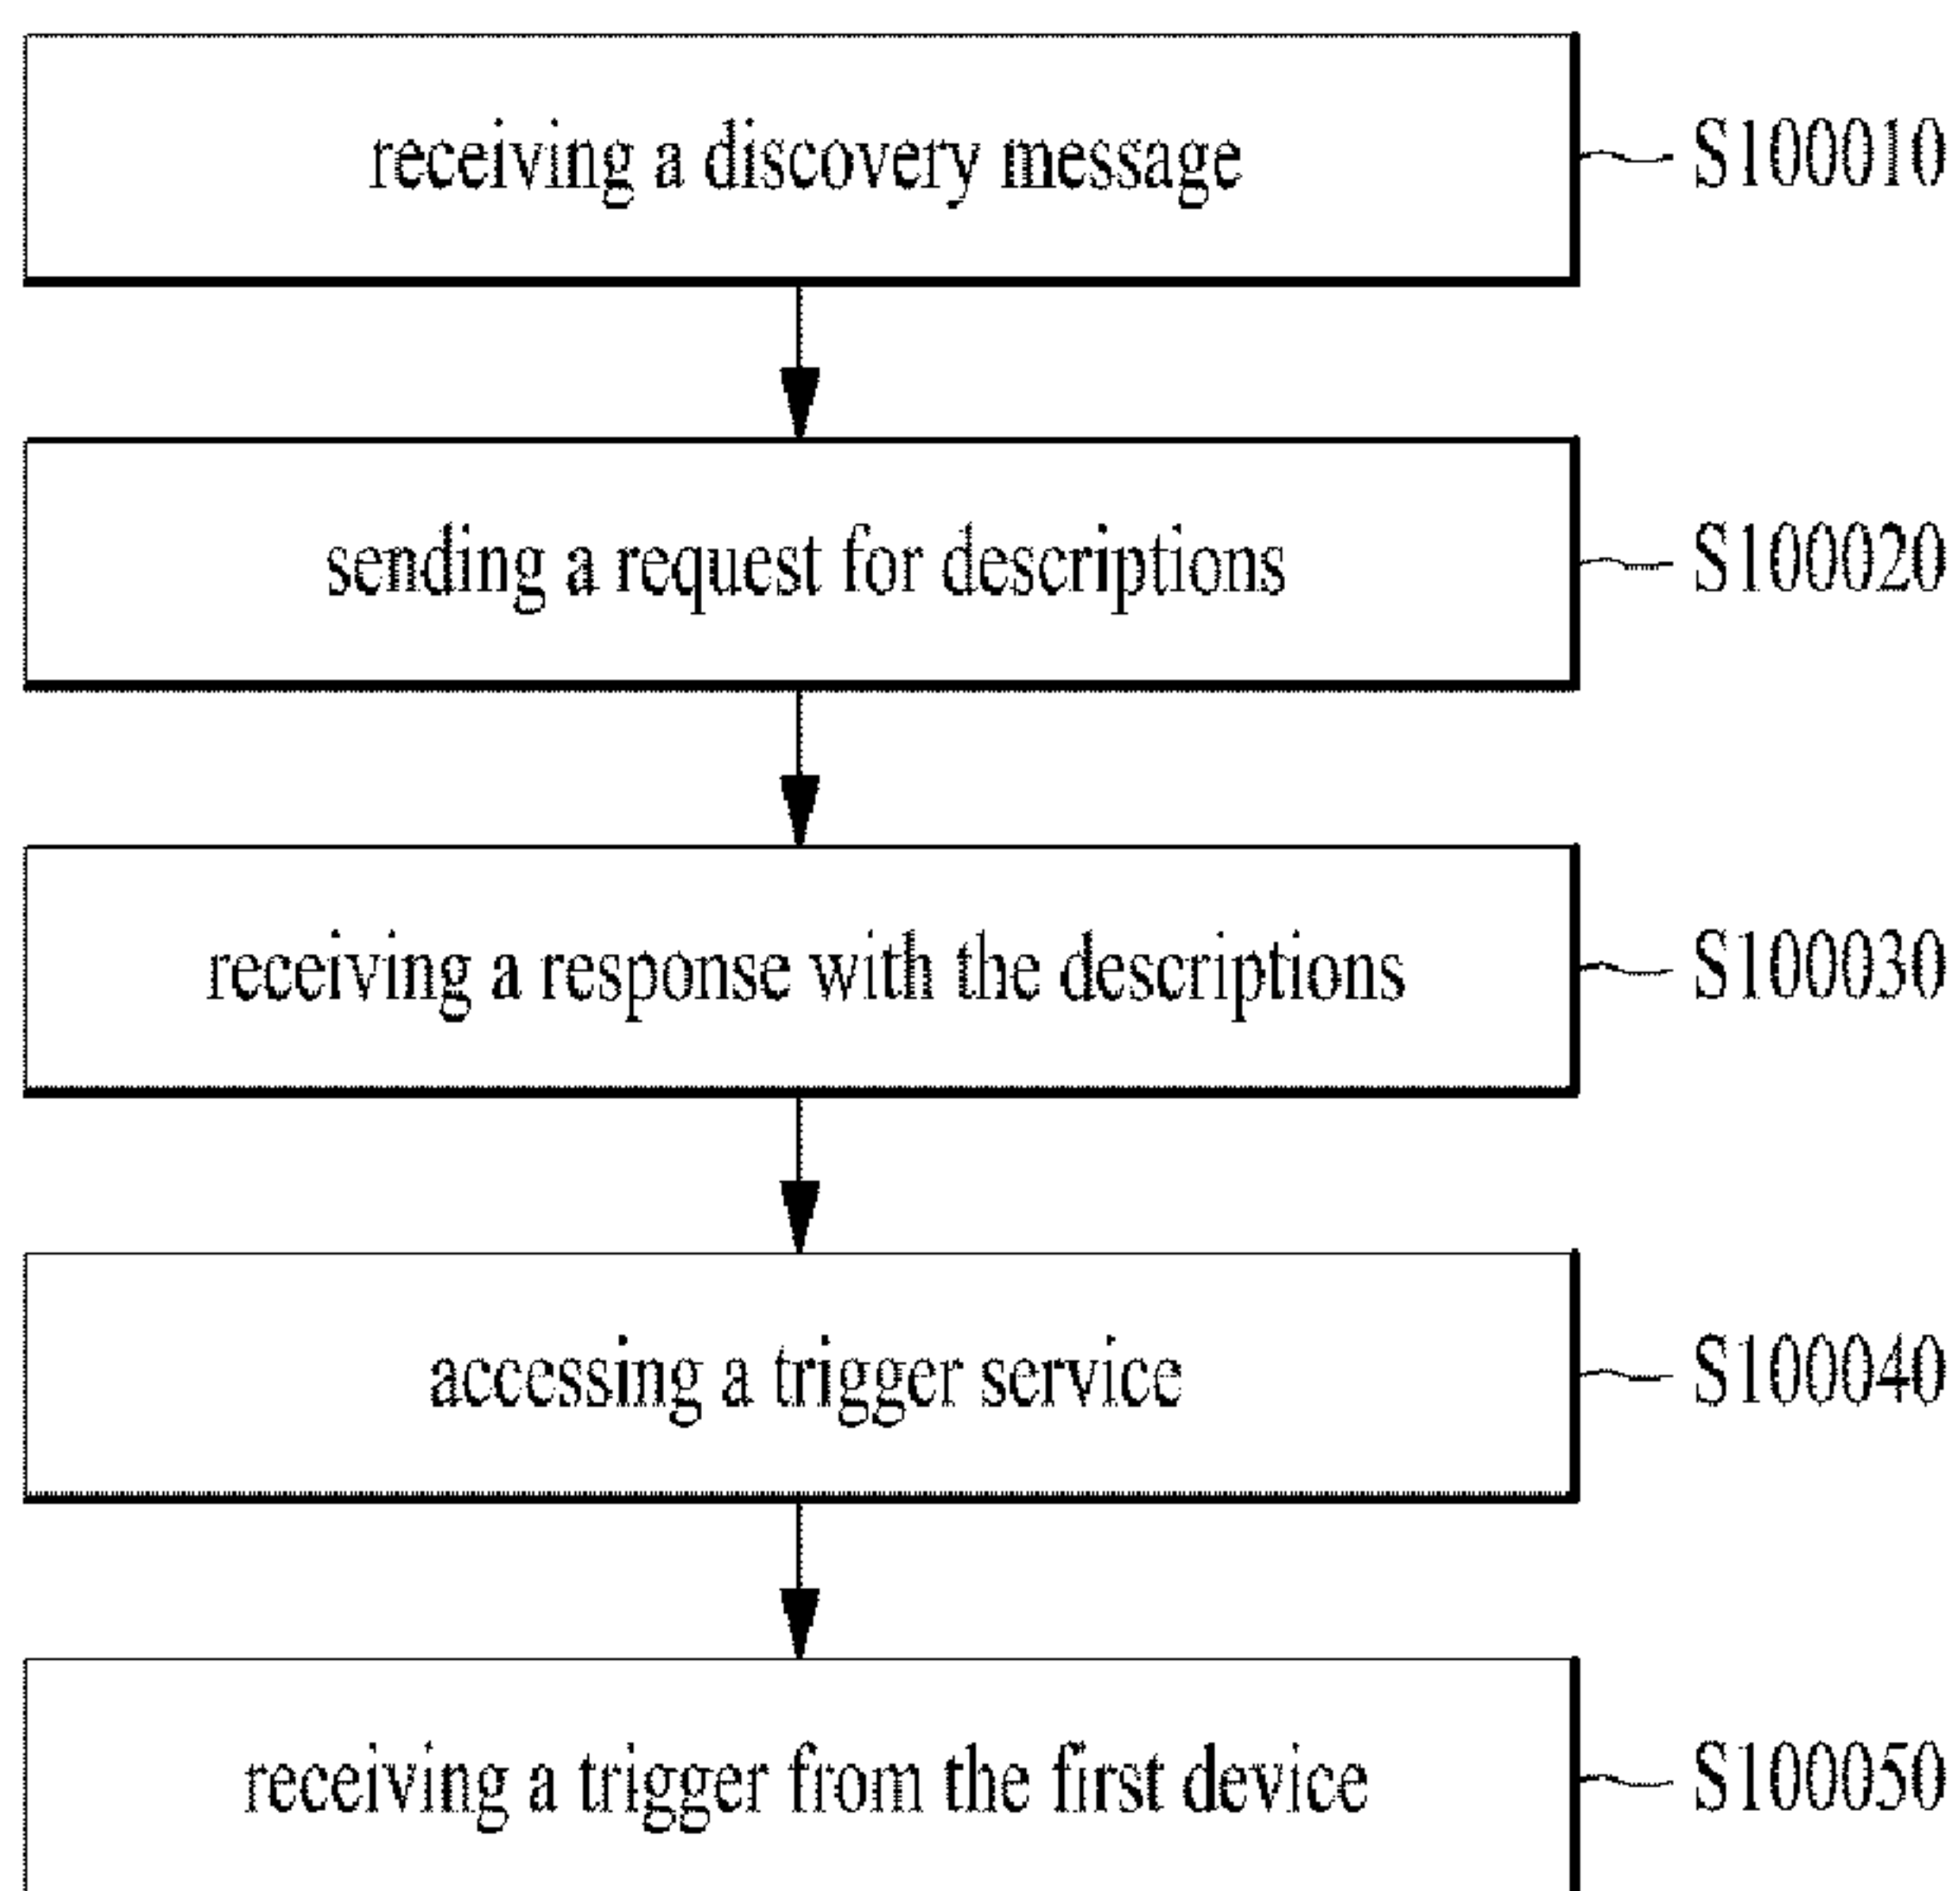 receiving a discovery message
S100010
sending a request for descriptions
S100020
receiving a response with the descriptions
S100030
accessing a trigger service
S100040
receiving a trigger from the first device
S100050